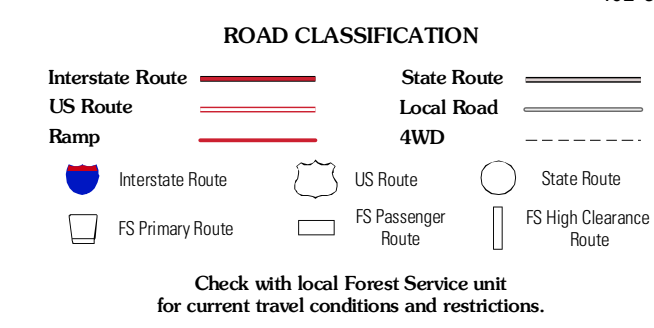 ROAD CLASSIFICATION
Interstate Route
State Route
US Route
Local Road
Ramp
4WD
Interstate Route
US Route
State Route
FS Primary Route
FS Passenger
Route
FS High Clearance
Route
Check with local Forest Service unit
for current travel conditions and restrictions.